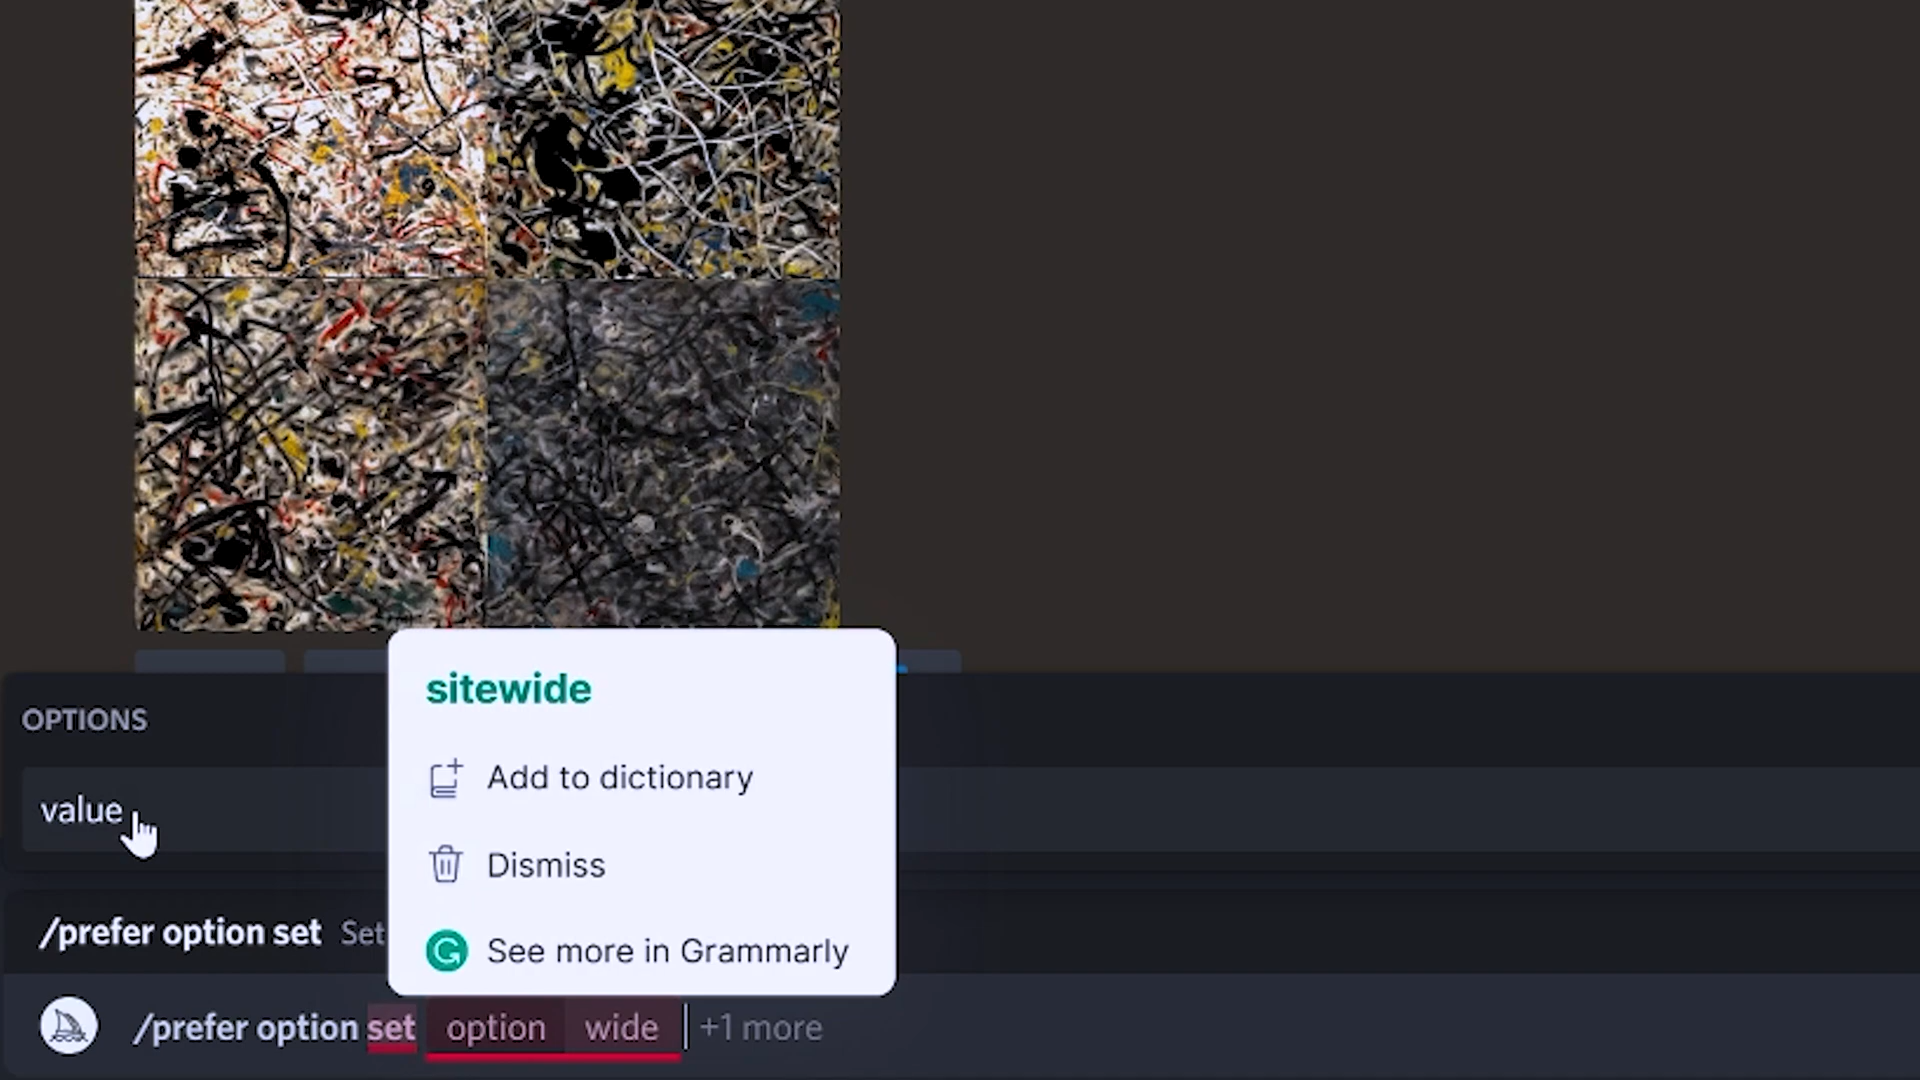 sitewide
OPTIONS
Add to dictionary
value
Dismiss
/prefer option set Set
See more in Grammarly
/prefer option set option wide +1 more